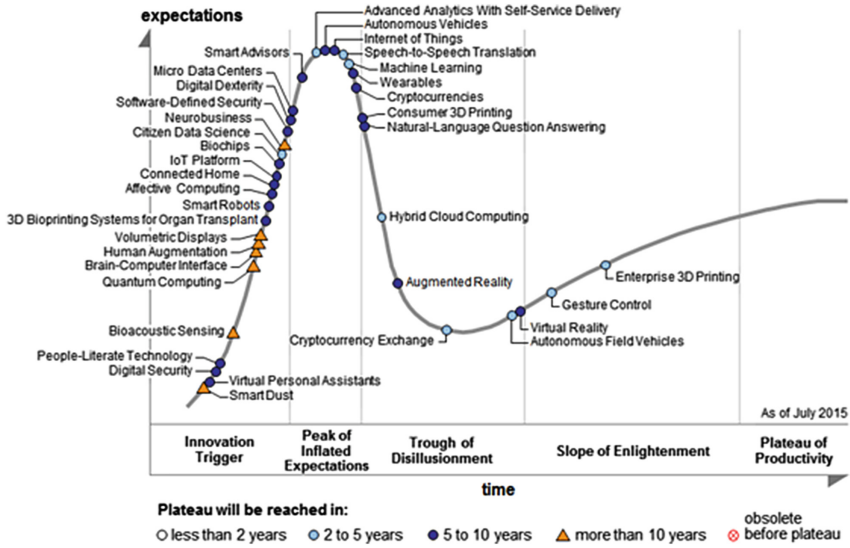 expectations
Advanced Analytics With Self-Service Delivery
Autonomous Vehicles
Internet of Things
Smart Advisors
Speech-to-Speech Translation
Machine Learning
Micro Data Centers
Wearables
Digital Dexterity
Cryptocurrencies
Software-Defined Security
Consumer 3D Printing
Neurobusiness
Natural-Language Question Answering
Citizen Data Science
Biochips
IoT Platform
Connected Home
Affective Computing
Smart Robots
Hybrid Cloud Computing
3D Bioprinting Systems for Organ Transplant
Volumetric Displays
Human Augmentation
Brain-Computer Interface
Quantum Computing
Augmented Reality
Enterprise 3D Printing
Gesture Control
Bioacoustic Sensing
Virtual Reality
Cryptocurrency Exchange
Autonomous Field Vehicles
People-Literate Technology
Digital Security
Virtual Personal Assistants
Smart Dust
As of July 2015
Innovation
Trigger
Peak of
Inflated
Expectations
Trough of
Disillusionment
Slope of Enlightenment
Plateau of
Productivity
time
Plateau will be reached in:
less than 2 years
2 to 5 years
5 to 10 years
more than 10 years
obsolete
before plateau